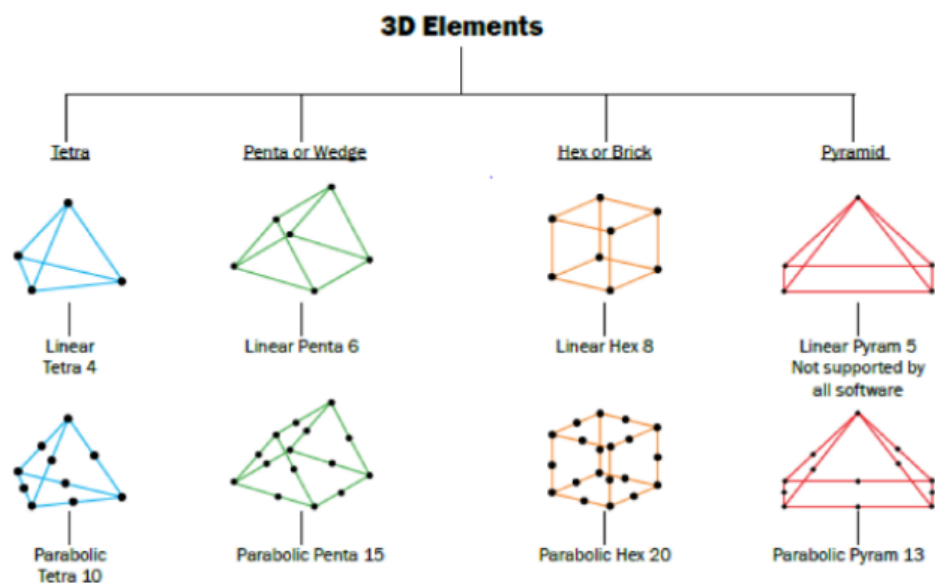 3D Elements
Tetra
Penta or Wedge
Hex or Brick
Pyramid
Linear
Tetra 4
Linear Penta 6
Linear Hex 8
Linear Pyram 5
Not supported by
all software
Parabolic
Tetra 10
Parabolic Penta 15
Parabolic Hex 20
Parabolic Pyram 13